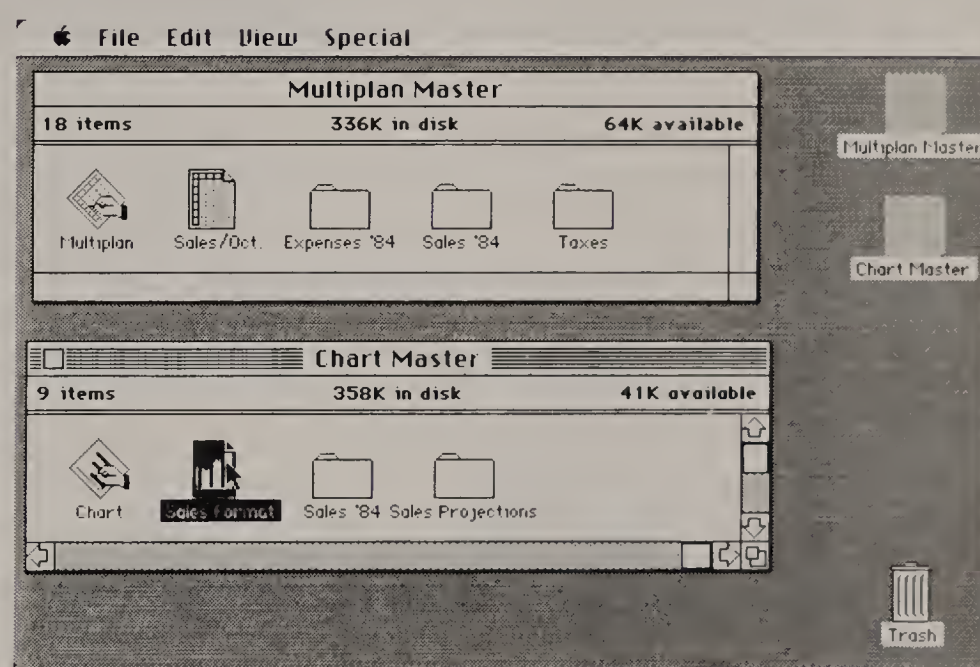 File Edit View Special
Multiplan Master
18 items 336K in disk 64K available
Multiplan Sales/Oct. Expenses '84 Sales '84 Taxes
Multiplan Master
Chart Master
Chart Master
9 items 358K in disk 41K available
Chart Sales Format Sales '84 Sales Projections
Trash